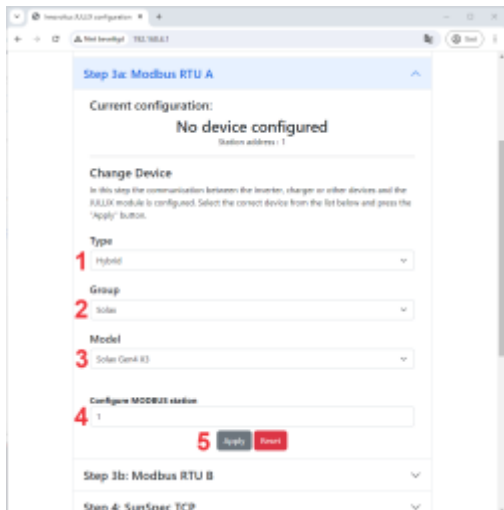 Innovoltus IULUX configuration
Niet beveiligd 192.168.4.1
Step 3a: Modbus RTU A
Current configuration:
No device configured
Station address : 1
Change Device
In this step the communication between the inverter, charger or other devices and the
IULUX module is configured. Select the correct device from the list below and press the
"Apply" button.
Type
1 Hybrid
Group
2 Solax
Model
3 Solax Gen4 X3
Configure MODBUS station
4 1
5 Apply Reset
Step 3b: Modbus RTU B
Step 4: SunSpec TCP